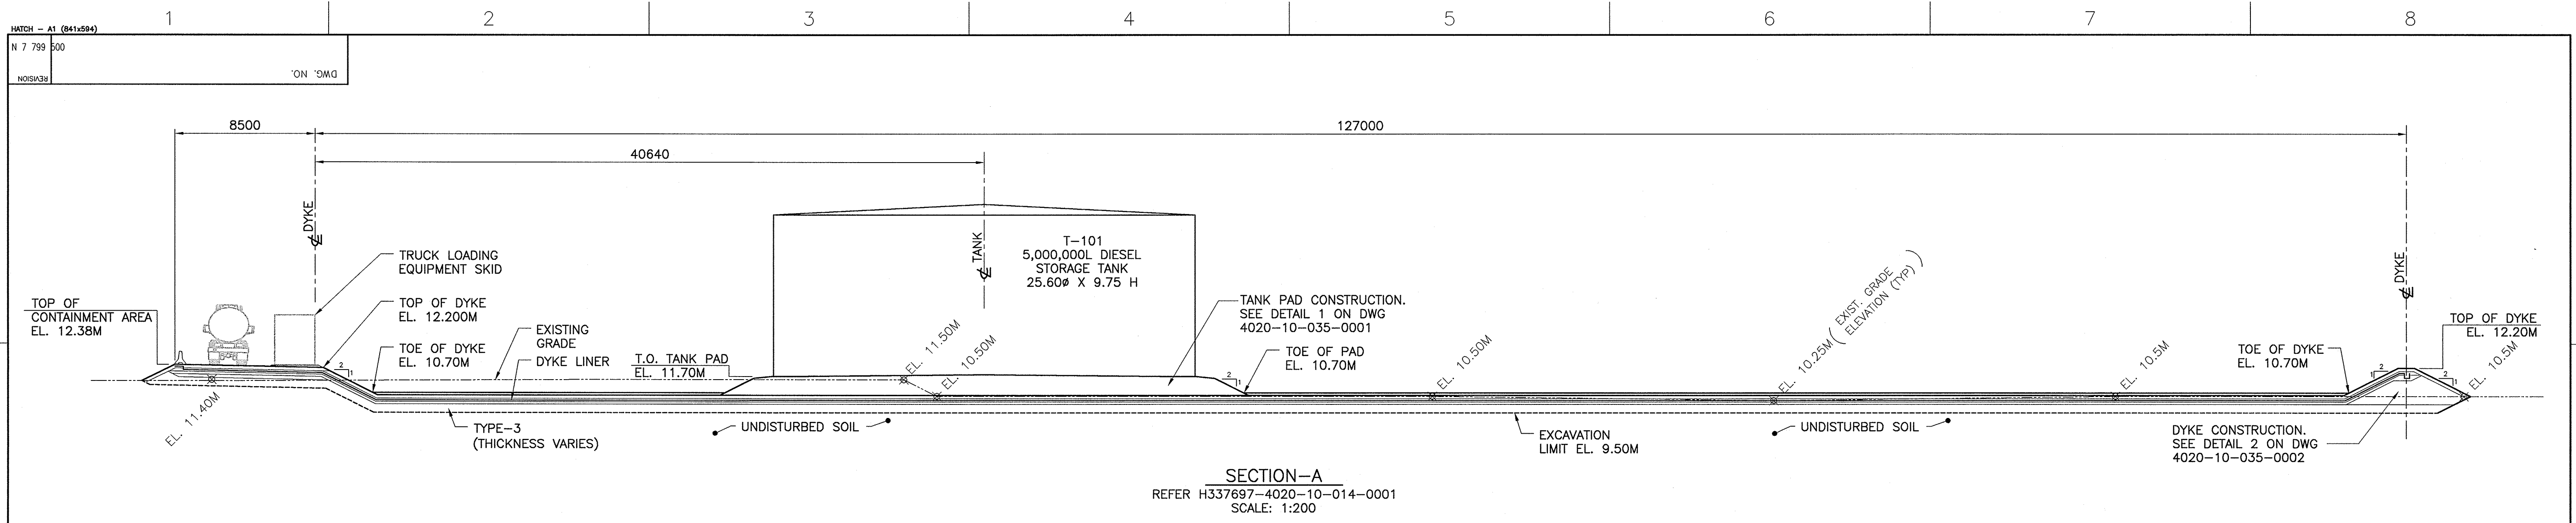 1 2 3 4 5 6 7 8
HATCH - A1 (841x594)
N 7 799 500
DWG. NO.
REVISION
8500
127000
40640
DYKE
TANK
DYKE
T-101
5,000,000L DIESEL
STORAGE TANK
25.60ø X 9.75 H
TRUCK LOADING
EQUIPMENT SKID
TOP OF
CONTAINMENT AREA
EL. 12.38M
TOP OF DYKE
EL. 12.200M
TOE OF DYKE
EL. 10.70M
EXISTING
GRADE
DYKE LINER
T.O. TANK PAD
EL. 11.70M
EL. 11.50M
EL. 10.50M
TANK PAD CONSTRUCTION.
SEE DETAIL 1 ON DWG
4020-10-035-0001
TOE OF PAD
EL. 10.70M
EL. 10.50M
EL. 10.25M ( EXIST. GRADE
ELEVATION (TYP) )
EL. 10.5M
TOE OF DYKE
EL. 10.70M
TOP OF DYKE
EL. 12.20M
EL. 10.5M
2
1
2
1
2
1
2
1
EL. 11.40M
TYPE-3
(THICKNESS VARIES)
UNDISTURBED SOIL
EXCAVATION
LIMIT EL. 9.50M
UNDISTURBED SOIL
DYKE CONSTRUCTION.
SEE DETAIL 2 ON DWG
4020-10-035-0002
SECTION-A
REFER H337697-4020-10-014-0001
SCALE: 1:200